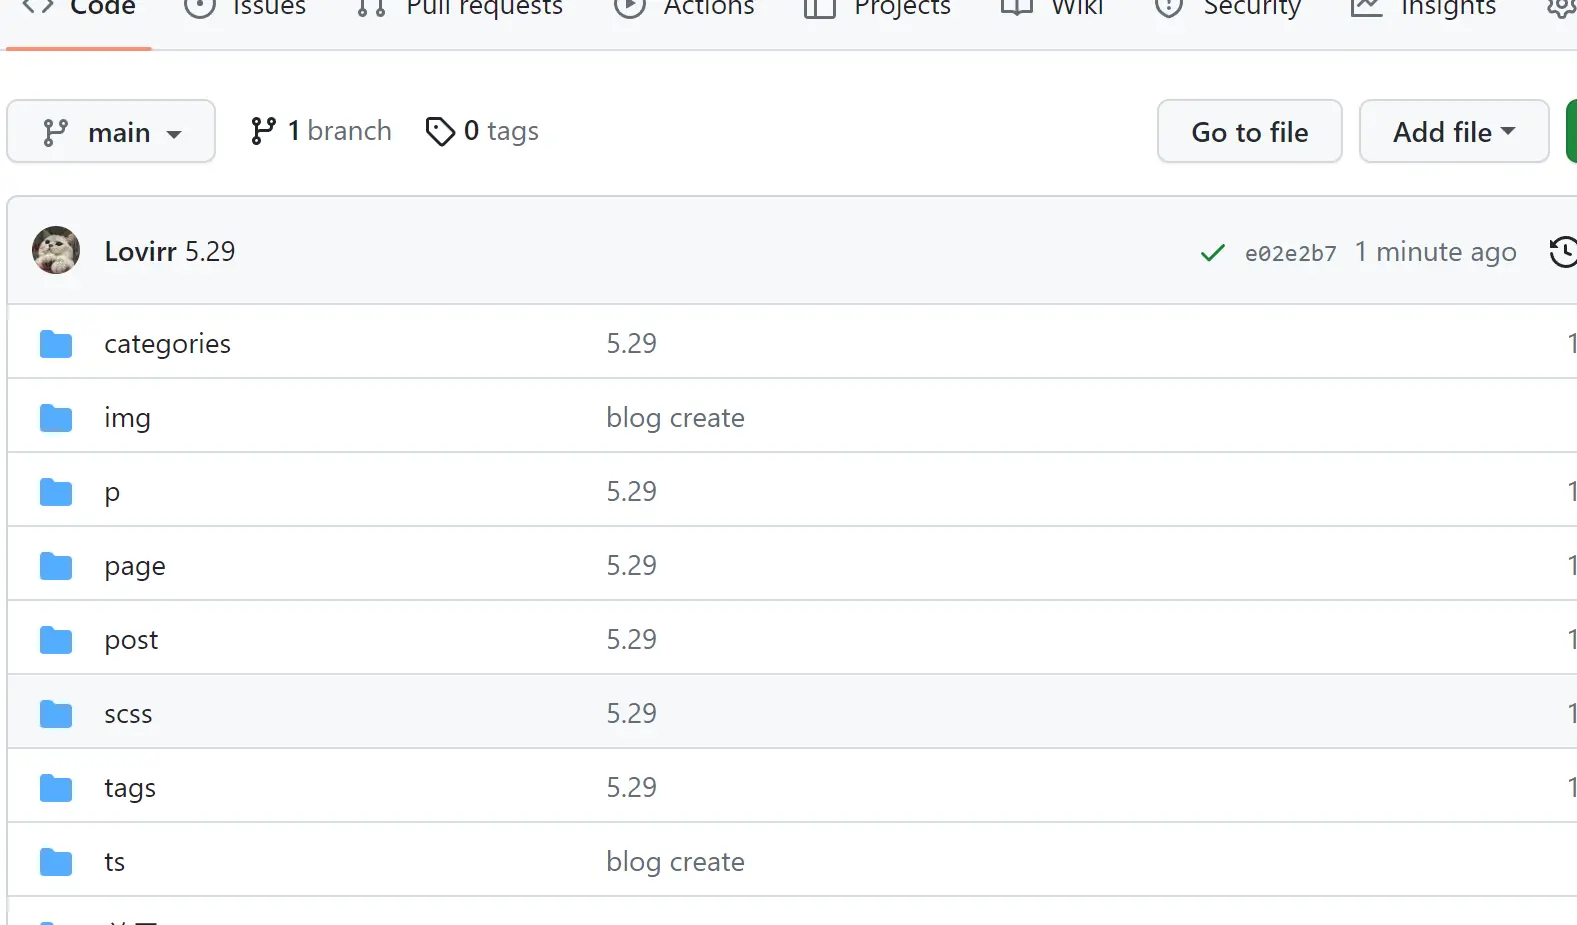 Code Issues Pull requests Actions Projects Wiki Security Insights
main 1 branch 0 tags Go to file Add file
Lovirr 5.29 e02e2b7 1 minute ago
categories 5.29 1
img blog create
p 5.29 1
page 5.29 1
post 5.29 1
scss 5.29 1
tags 5.29 1
ts blog create